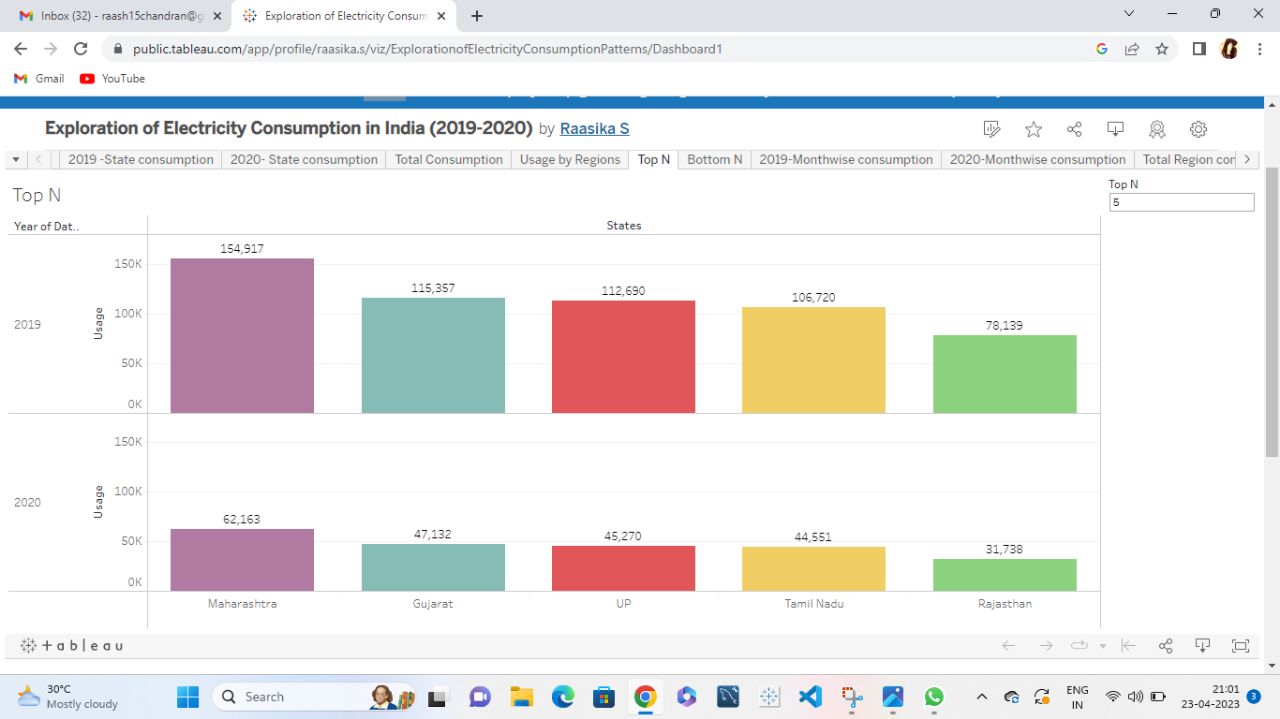 Inbox (32) - raash15chandran@g
Exploration of Electricity Consum
public.tableau.com/app/profile/raasika.s/viz/ExplorationofElectricityConsumptionPatterns/Dashboard1
Gmail YouTube
Exploration of Electricity Consumption in India (2019-2020) by Raasika S
2019 -State consumption 2020- State consumption Total Consumption Usage by Regions Top N Bottom N 2019-Monthwise consumption 2020-Monthwise consumption Total Region cor
Top N
Top N
5
Year of Dat..
States
2019
Usage
150K
100K
50K
0K
154,917
115,357
112,690
106,720
78,139
2020
Usage
150K
100K
50K
0K
62,163
47,132
45,270
44,551
31,738
Maharashtra Gujarat UP Tamil Nadu Rajasthan
+ a b l e a u
30°C
Mostly cloudy
Search
ENG
IN
21:01
23-04-2023
3